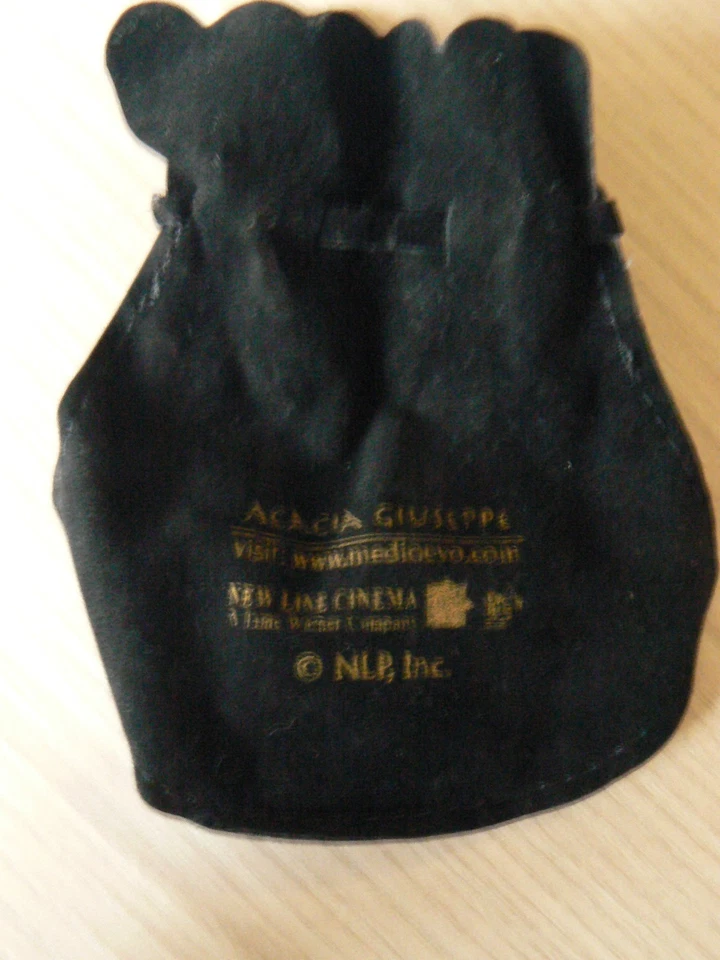 ACACIA GIUSEPPE
visit: www.medioevo.com
NEW LINE CINEMA
A Time Warner Company
© NLP, Inc.